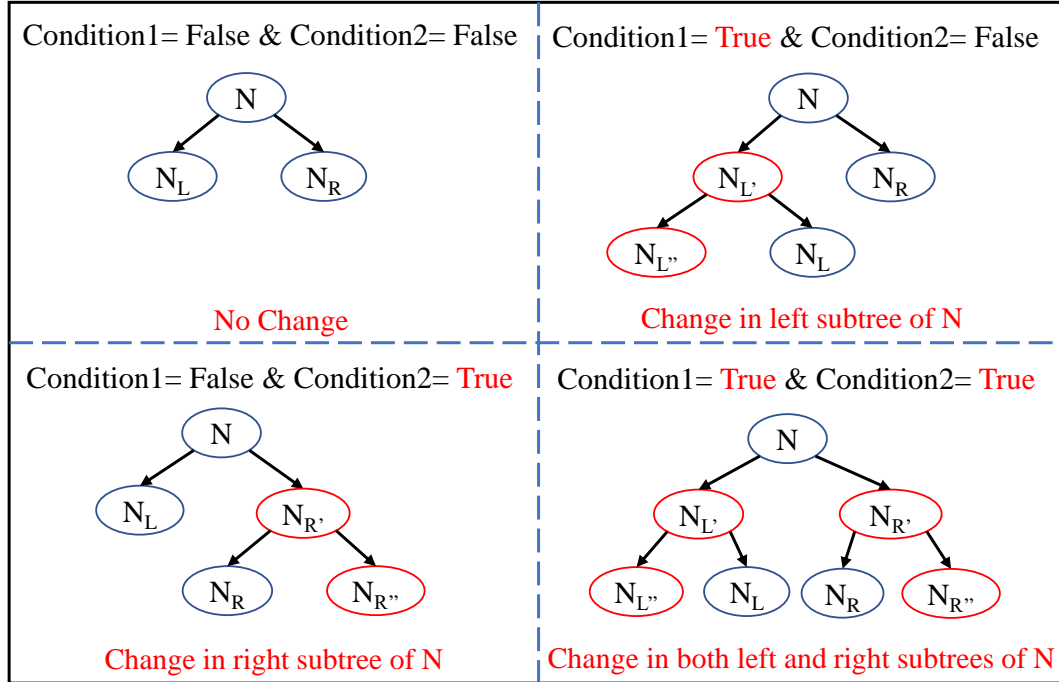 Condition1= False & Condition2= False
N
N_L N_R
No Change
Condition1= True & Condition2= False
N
N_L' N_R
N_L” N_L
Change in left subtree of N
Condition1= False & Condition2= True
N
N_L N_R'
N_R N_R”
Change in right subtree of N
Condition1= True & Condition2= True
N
N_L' N_R'
N_L” N_L N_R N_R”
Change in both left and right subtrees of N